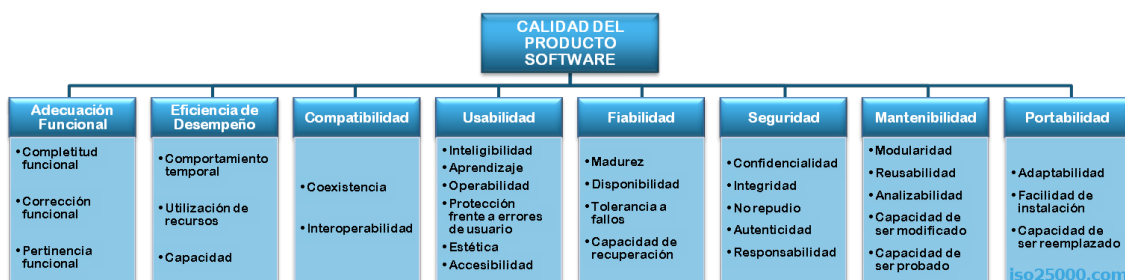 CALIDAD DEL
PRODUCTO
SOFTWARE
Adecuación
Funcional
• Completitud
funcional
• Corrección
funcional
• Pertinencia
funcional
Eficiencia de
Desempeño
• Comportamiento
temporal
• Utilización de
recursos
• Capacidad
Compatibilidad
• Coexistencia
• Interoperabilidad
Usabilidad
• Inteligibilidad
• Aprendizaje
• Operabilidad
• Protección
frente a errores
de usuario
• Estética
• Accesibilidad
Fiabilidad
• Madurez
• Disponibilidad
• Tolerancia a
fallos
• Capacidad de
recuperación
Seguridad
• Confidencialidad
• Integridad
• No repudio
• Autenticidad
• Responsabilidad
Mantenibilidad
• Modularidad
• Reusabilidad
• Analizabilidad
• Capacidad de
ser modificado
• Capacidad de
ser probado
Portabilidad
• Adaptabilidad
• Facilidad de
instalación
• Capacidad de
ser reemplazado
iso25000.com